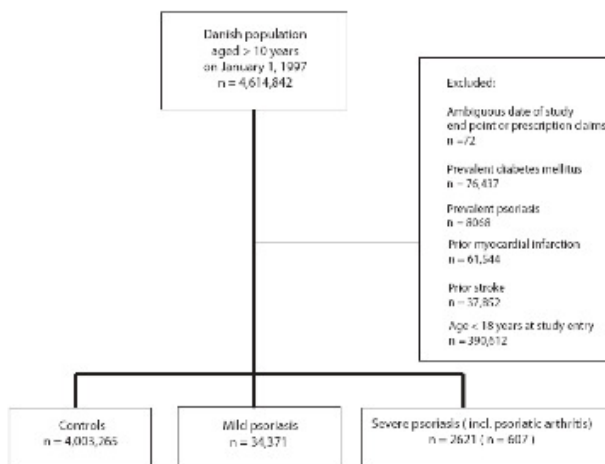 Danish population
aged > 10 years
on January 1, 1997
n = 4,614,842
Excluded:
Ambiguous date of study
end point or prescription claims
n =72
Prevalent diabetes mellitus
n = 76,437
Prevalent psoriasis
n = 8068
Prior myocardial infarction
n = 61,544
Prior stroke
n = 37,852
Age < 18 years at study entry
n = 390,612
Controls
n = 4,003,265
Mild psoriasis
n = 34,371
Severe psoriasis ( incl. psoriatic arthritis)
n = 2621 ( n = 607 )